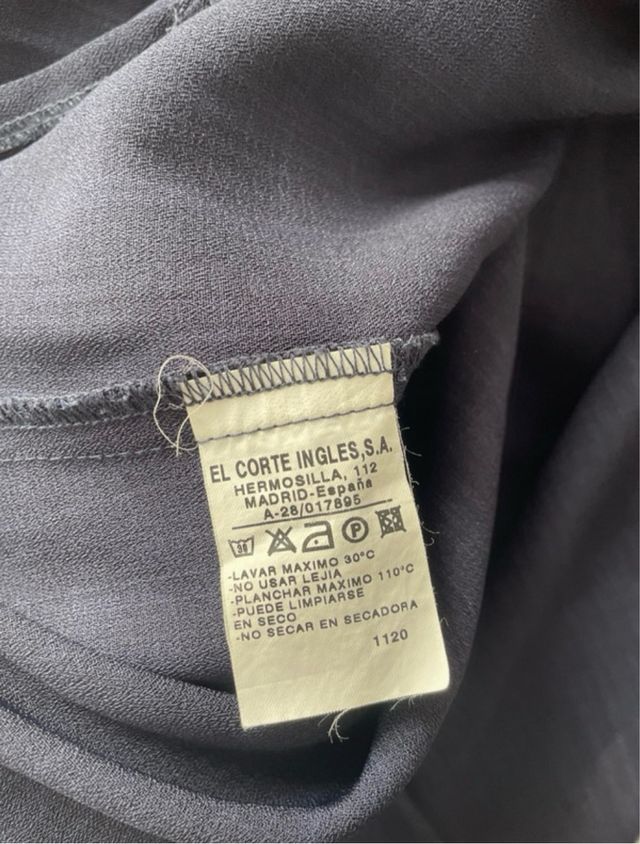 EL CORTE INGLES,S.A.
HERMOSILLA, 112
MADRID-España
A-28/017895
30 P
-LAVAR MAXIMO 30°C
-NO USAR LEJIA
-PLANCHAR MAXIMO 110°C
-PUEDE LIMPIARSE
EN SECO
-NO SECAR EN SECADORA
1120